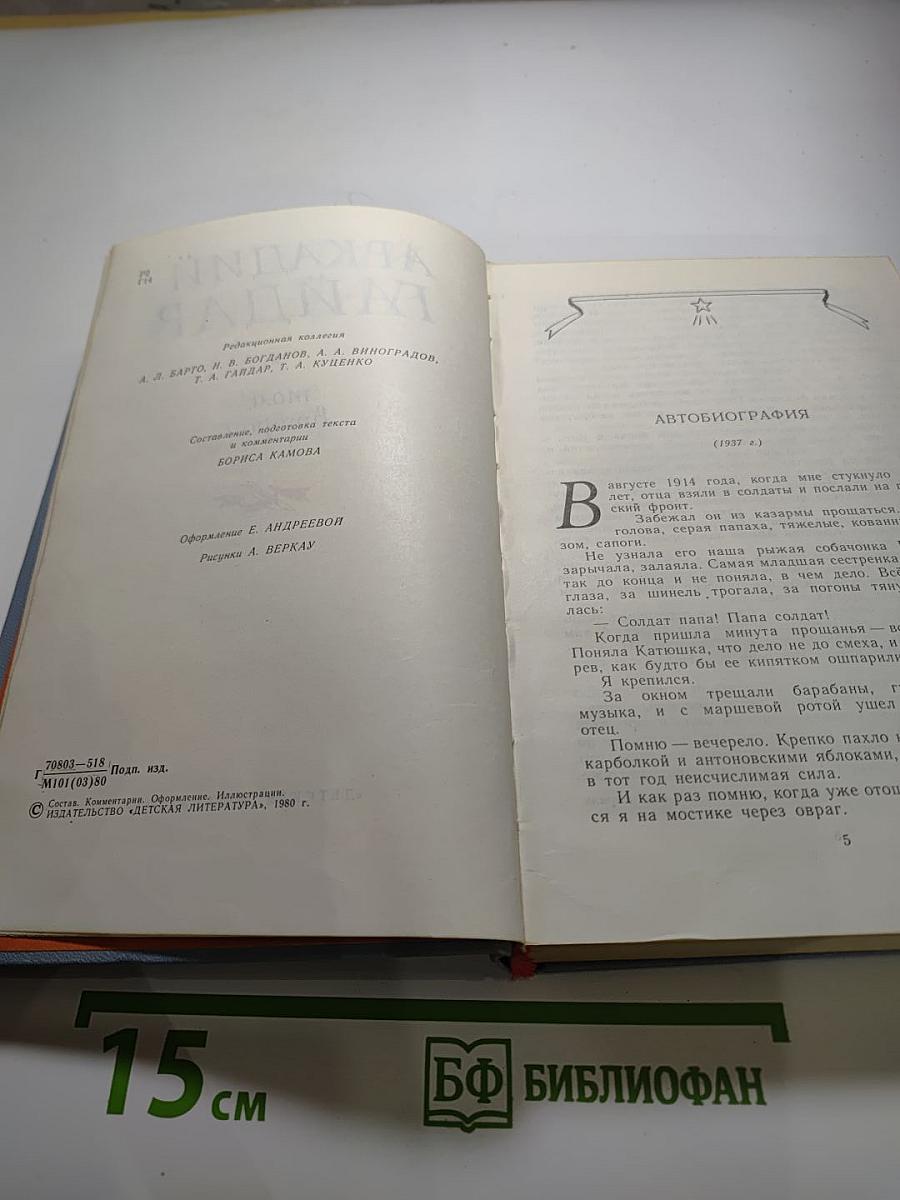 Р2
Г14
Редакционная коллегия
А. Л. БАРТО, Н. В. БОГДАНОВ, А. А. ВИНОГРАДОВ,
Т. А. ГАЙДАР, Т. А. КУЦЕНКО
Составление, подготовка текста
и комментарии
БОРИСА КАМОВА
Оформление Е. АНДРЕЕВОЙ
Рисунки А. ВЕРКАУ
Г 70803—518
М101(03)80 Подп. изд.
© Состав. Комментарии. Оформление. Иллюстрации.
ИЗДАТЕЛЬСТВО «ДЕТСКАЯ ЛИТЕРАТУРА», 1980 г.
АВТОБИОГРАФИЯ
(1937 г.)
В августе 1914 года, когда мне стукнуло
лет, отца взяли в солдаты и послали на
ский фронт.
Забежал он из казармы прощаться.
голова, серая папаха, тяжелые, кованн
зом, сапоги.
Не узнала его наша рыжая собачонка
зарычала, залаяла. Самая младшая сестренка
так до конца и не поняла, в чем дело. Всё
глаза, за шинель трогала, за погоны тяну
лась:
— Солдат папа! Папа солдат!
Когда пришла минута прощанья — в
Поняла Катюшка, что дело не до смеха, и
рев, как будто бы ее кипятком ошпарили
Я крепился.
За окном трещали барабаны, г
музыка, и с маршевой ротой ушел
отец.
Помню — вечерело. Крепко пахло
карболкой и антоновскими яблоками,
в тот год неисчислимая сила.
И как раз помню, когда уже отош
ся я на мостике через овраг.
5
15 см
БФ БИБЛИОФАН